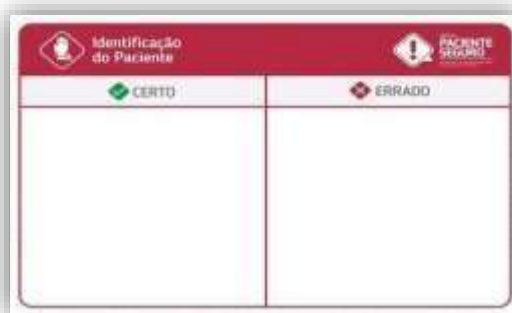 Identificação
do Paciente
PACIENTE
SEGURO
CERTO
ERRADO